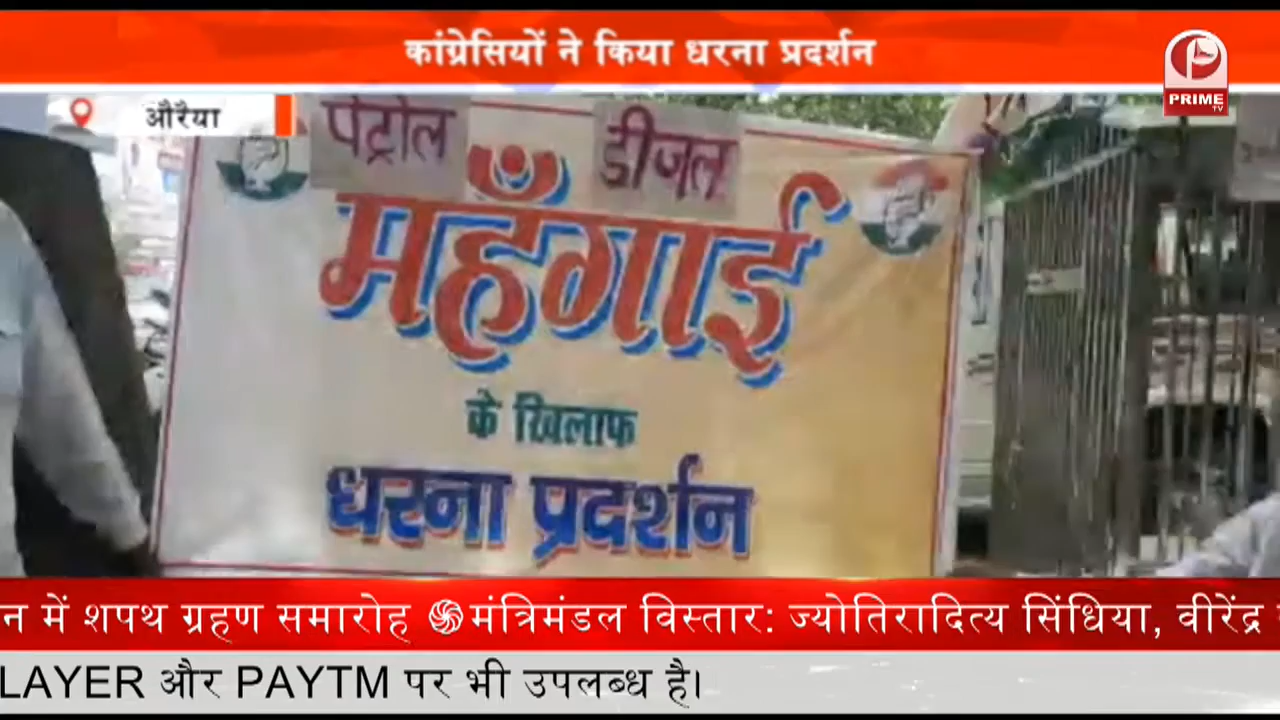 कांग्रेसियों ने किया धरना प्रदर्शन
PRIME
TV
औरैया
पेट्रोल डीजल
महँगाई
के खिलाफ
धरना प्रदर्शन
न में शपथ ग्रहण समारोह मंत्रिमंडल विस्तार: ज्योतिरादित्य सिंधिया, वीरेंद्र
LAYER और PAYTM पर भी उपलब्ध है।